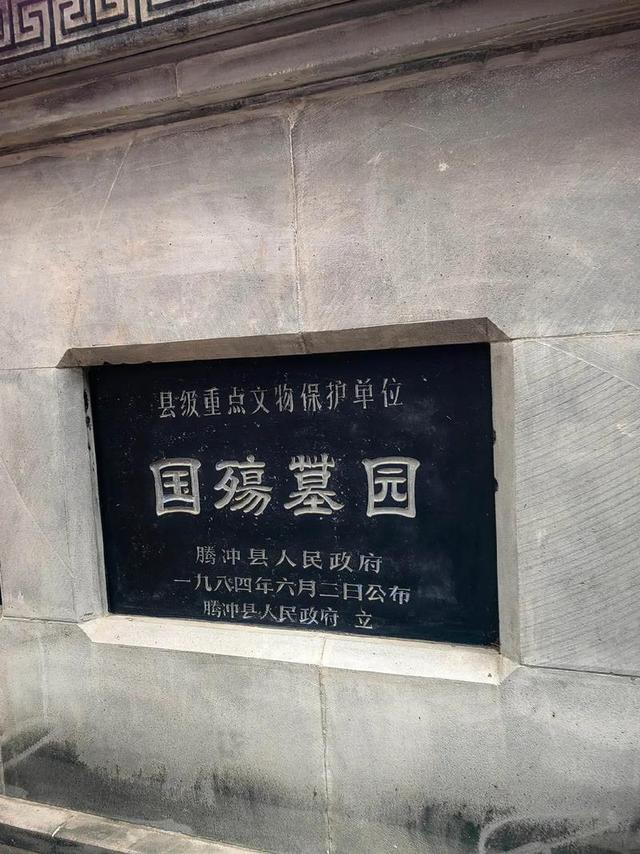 县级重点文物保护单位
国殇墓园
腾冲县人民政府
一九八四年六月二日公布
腾冲县人民政府 立